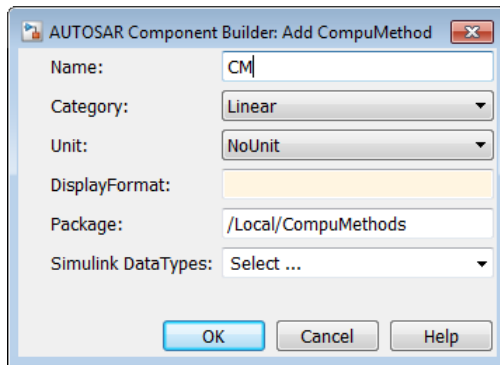 AUTOSAR Component Builder: Add CompuMethod
Name: CM
Category: Linear
Unit: NoUnit
DisplayFormat:
Package: /Local/CompuMethods
Simulink DataTypes: Select ...
OK Cancel Help